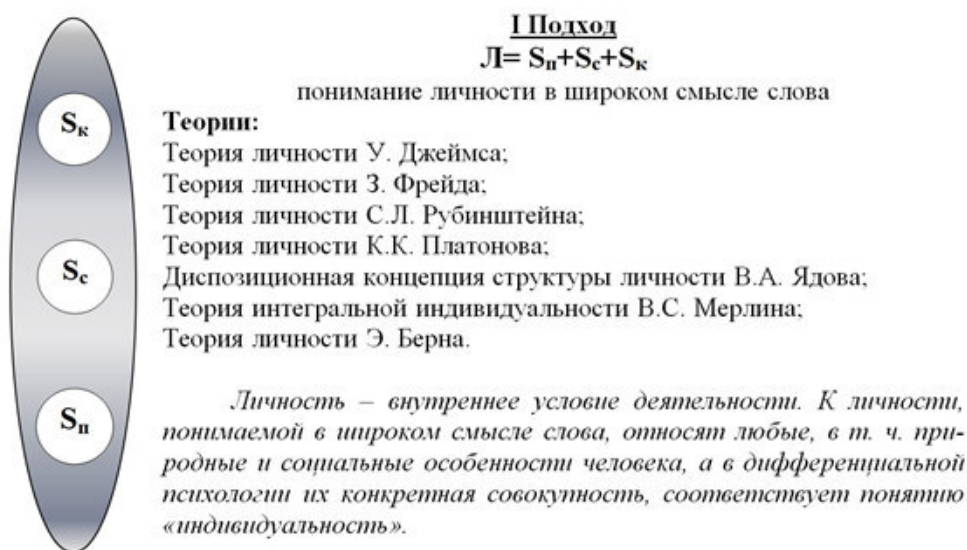 I Подход
Л= Sп+Sс+Sк
понимание личности в широком смысле слова
Теории:
Теория личности У. Джеймса;
Теория личности З. Фрейда;
Теория личности С.Л. Рубинштейна;
Теория личности К.К. Платонова;
Диспозиционная концепция структуры личности В.А. Ядова;
Теория интегральной индивидуальности В.С. Мерлина;
Теория личности Э. Берна.
Личность – внутреннее условие деятельности. К личности,
понимаемой в широком смысле слова, относят любые, в т. ч. при-
родные и социальные особенности человека, а в дифференциальной
психологии их конкретная совокупность, соответствует понятию
«индивидуальность».
Sк
Sс
Sп